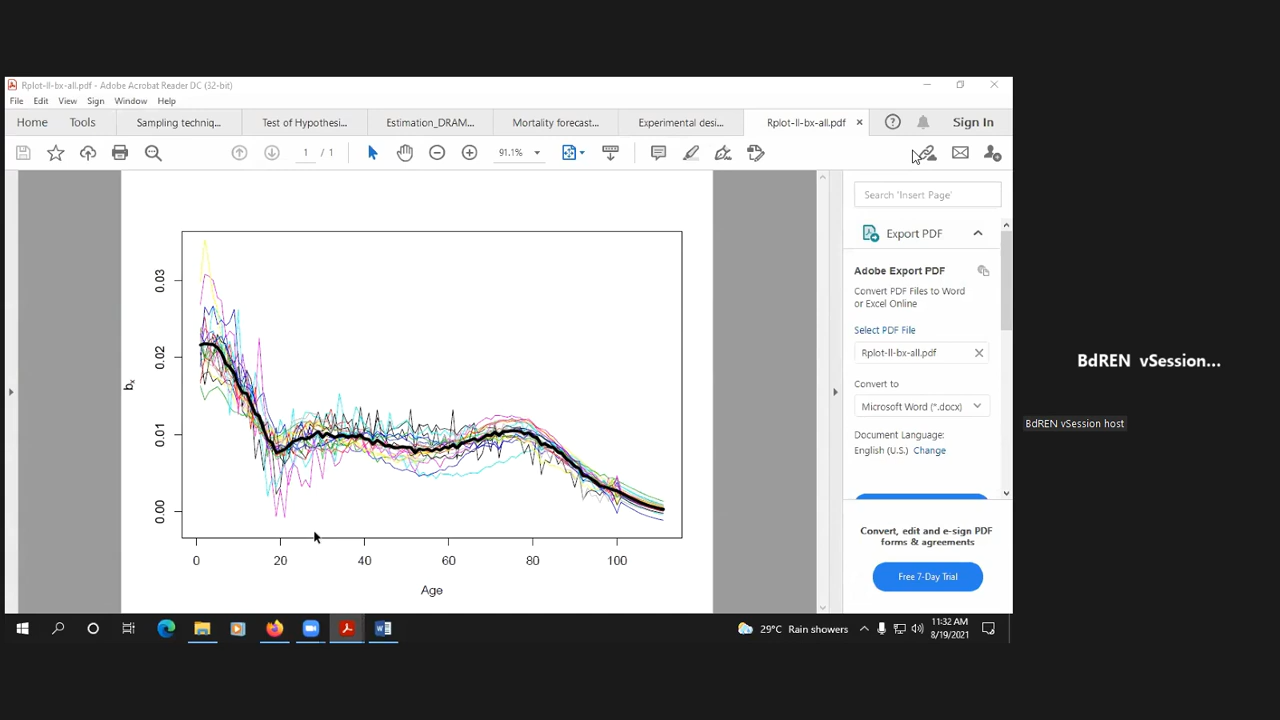 Rplot-ll-bx-all.pdf - Adobe Acrobat Reader DC (32-bit)
File Edit View Sign Window Help
Home Tools Sampling techniq... Test of Hypothesi... Estimation_DRAM... Mortality forecast... Experimental desi... Rplot-ll-bx-all.pdf × Sign In
1 / 1 91.1%
Search 'Insert Page'
Export PDF
Adobe Export PDF
Convert PDF Files to Word
or Excel Online
Select PDF File
Rplot-ll-bx-all.pdf
Convert to
Microsoft Word (*.docx)
Document Language:
English (U.S.) Change
Convert, edit and e-sign PDF
forms & agreements
Free 7-Day Trial
0.03
0.02
0.01
0.00
bx
0 20 40 60 80 100
Age
BdREN vSession...
BdREN vSession host
29°C Rain showers
11:32 AM
8/19/2021